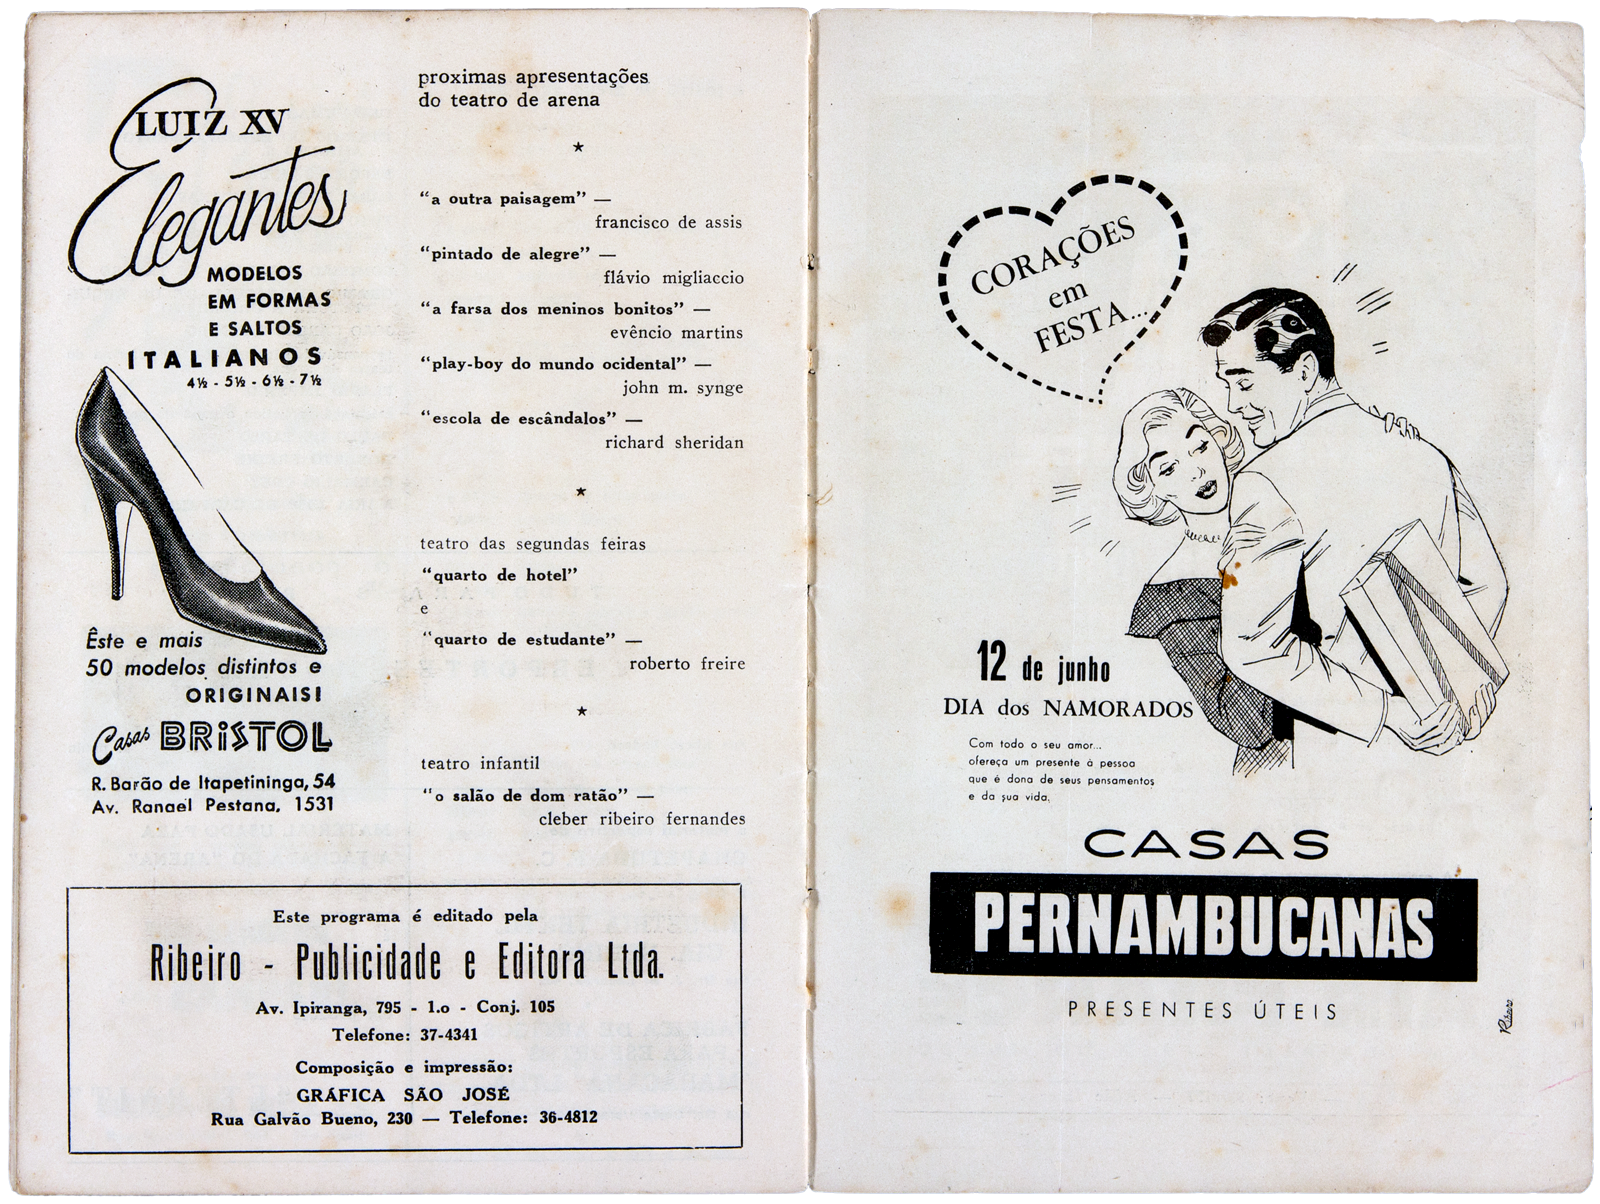 LUIZ XV
Elegantes
MODELOS
EM FORMAS
E SALTOS
ITALIANOS
4½ - 5½ - 6½ - 7½
Êste e mais
50 modelos distintos e
ORIGINAIS!
Casas BRISTOL
R. Barão de Itapetininga, 54
Av. Rangel Pestana, 1531
proximas apresentações
do teatro de arena
★
“a outra paisagem” —
francisco de assis
“pintado de alegre” —
flávio migliaccio
“a farsa dos meninos bonitos” —
evêncio martins
“play-boy do mundo ocidental” —
john m. synge
“escola de escândalos” —
richard sheridan
★
teatro das segundas feiras
“quarto de hotel”
e
“quarto de estudante” —
roberto freire
★
teatro infantil
“o salão de dom ratão” —
cleber ribeiro fernandes
Este programa é editado pela
Ribeiro - Publicidade e Editora Ltda.
Av. Ipiranga, 795 - 1.o - Conj. 105
Telefone: 37-4341
Composição e impressão:
GRÁFICA SÃO JOSÉ
Rua Galvão Bueno, 230 — Telefone: 36-4812
CORAÇÕES
em
FESTA...
12 de junho
DIA dos NAMORADOS
Com todo o seu amor...
ofereça um presente à pessoa
que é dona de seus pensamentos
e da sua vida.
CASAS
PERNAMBUCANAS
PRESENTES ÚTEIS